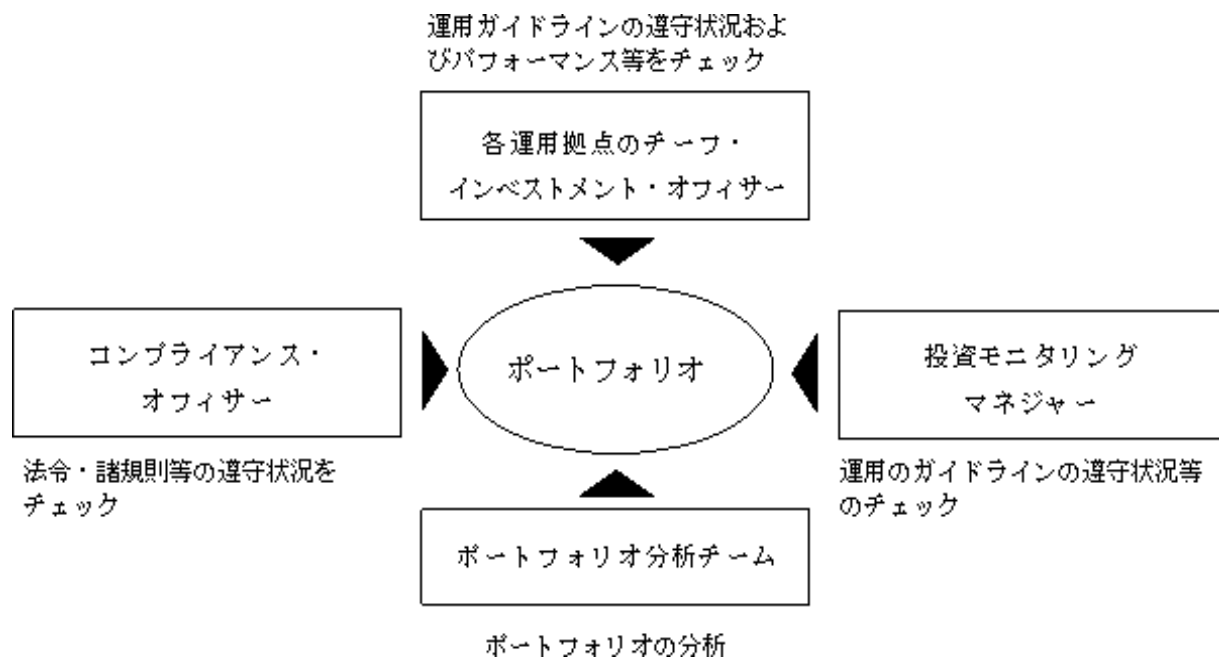 運用ガイドラインの遵守状況およ
びパフォーマンス等をチェック
各運用拠点のチーフ・
インベストメント・オフィサー
コンプライアンス・
オフィサー
法令・諸規則等の遵守状況を
チェック
ポートフォリオ
投資モニタリング
マネジャー
運用のガイドラインの遵守状況等
のチェック
ポートフォリオ分析チーム
ポートフォリオの分析